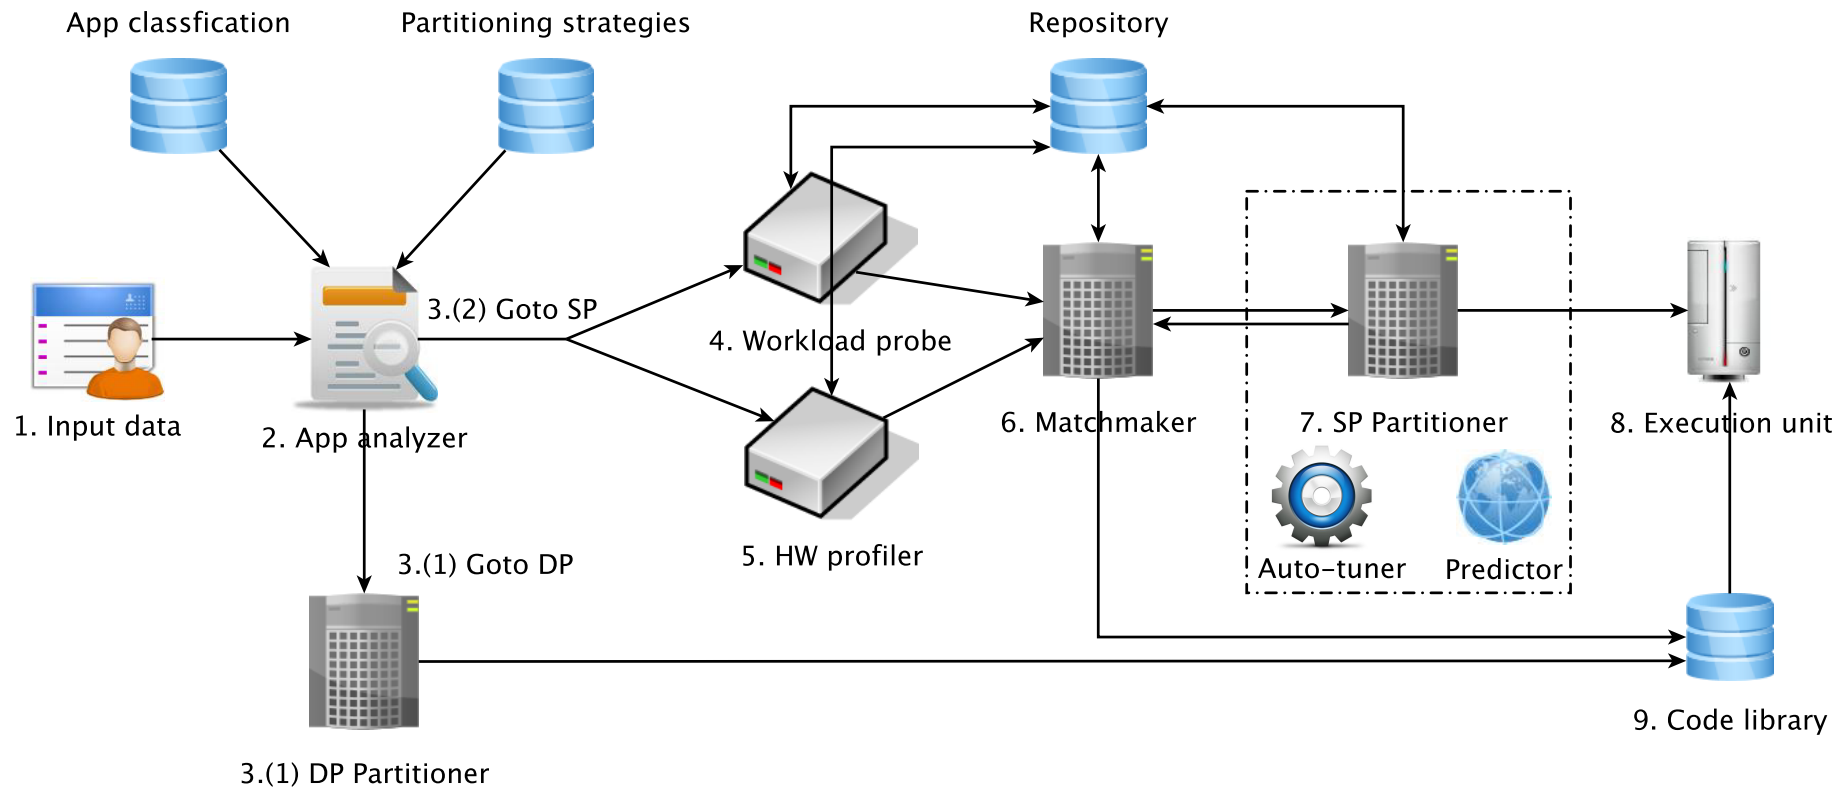 App classfication
Partitioning strategies
Repository
3.(2) Goto SP
4. Workload probe
1. Input data
2. App analyzer
6. Matchmaker
7. SP Partitioner
8. Execution unit
5. HW profiler
3.(1) Goto DP
Auto-tuner
Predictor
9. Code library
3.(1) DP Partitioner